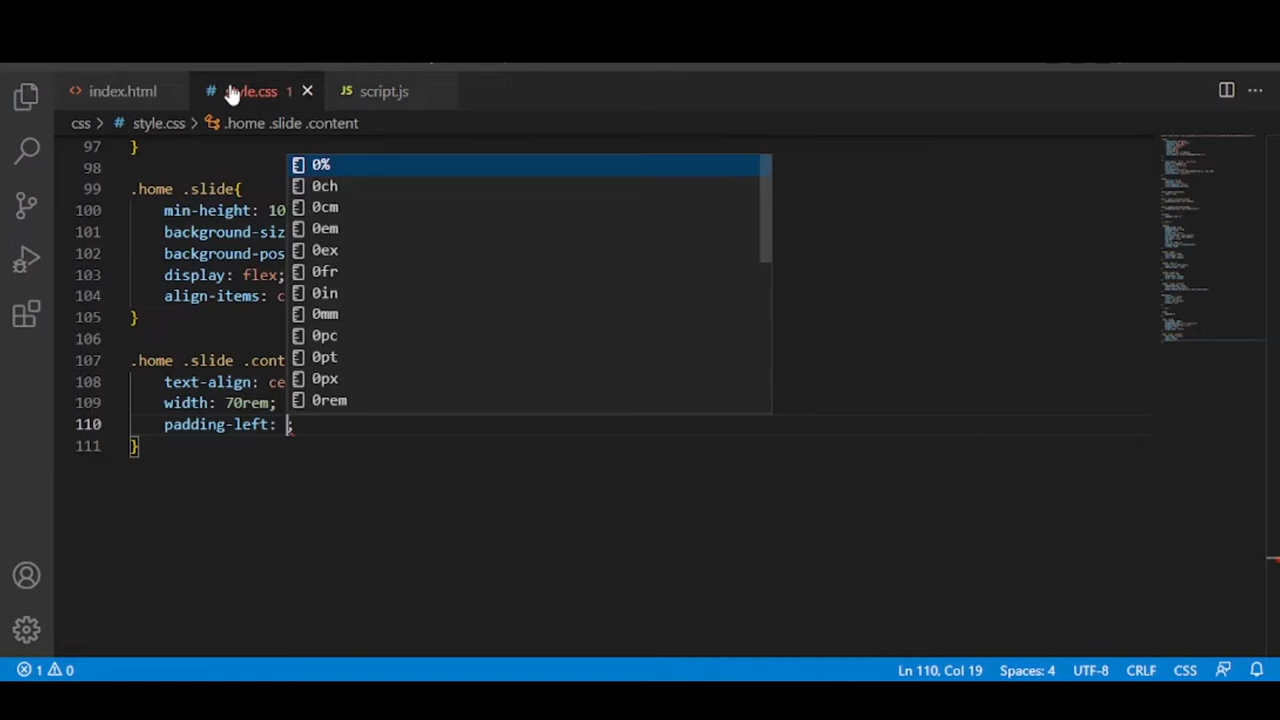 index.html
style.css 1
JS script.js
css > # style.css > .home .slide .content
97 }
98
99 .home .slide{
100 min-height: 10
101 background-siz
102 background-pos
103 display: flex;
104 align-items: c
105 }
106
107 .home .slide .cont
108 text-align: ce
109 width: 70rem;
110 padding-left: ;
111 }
0%
0ch
0cm
0em
0ex
0fr
0in
0mm
0pc
0pt
0px
0rem
1 0 Ln 110, Col 19 Spaces: 4 UTF-8 CRLF CSS